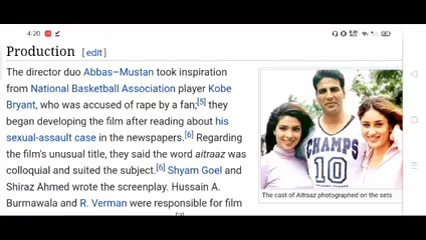 4:20
Production [ edit ]
The director duo Abbas–Mustan took inspiration
from National Basketball Association player Kobe
Bryant, who was accused of rape by a fan;[5] they
began developing the film after reading about his
sexual-assault case in the newspapers.[6] Regarding
the film's unusual title, they said the word aitraaz was
colloquial and suited the subject.[6] Shyam Goel and
Shiraz Ahmed wrote the screenplay. Hussain A.
Burmawala and R. Verman were responsible for film
CHAMPS
10
The cast of Aitraaz photographed on the sets